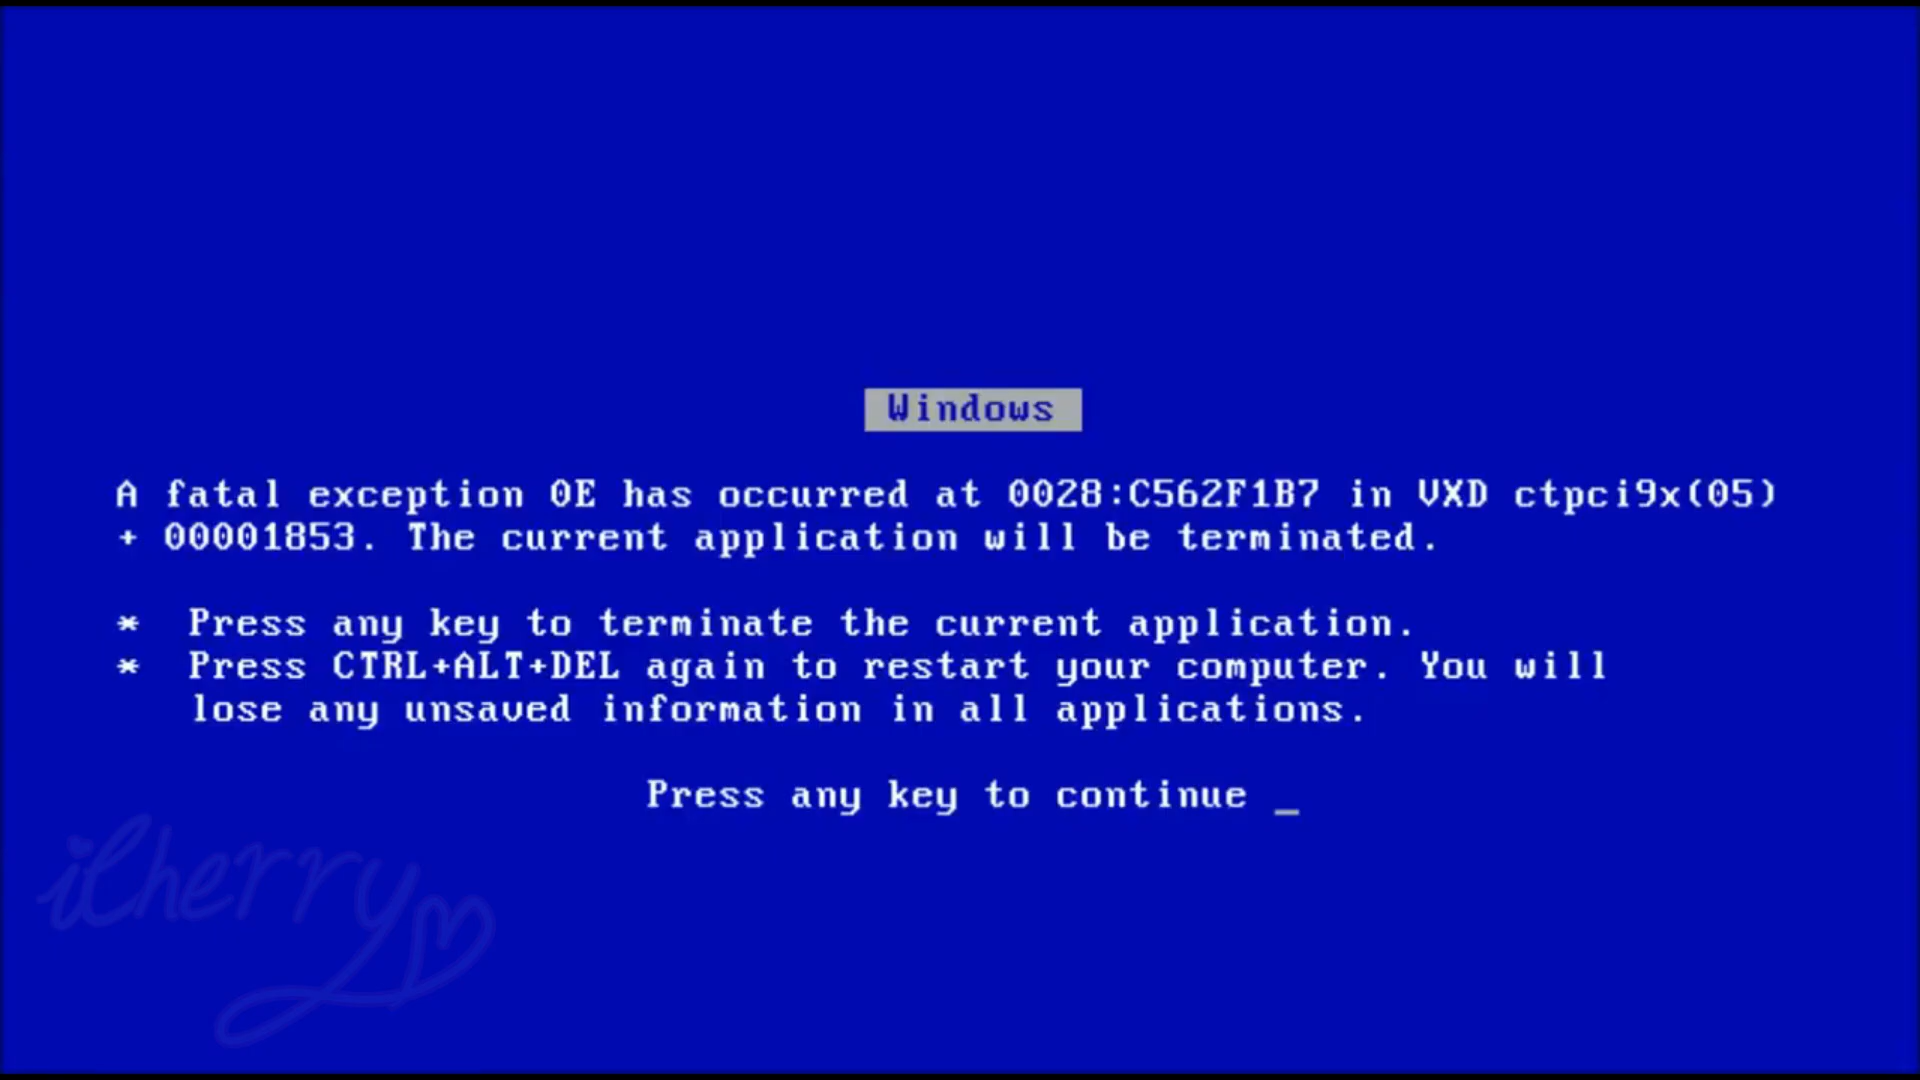 Windows
A fatal exception 0E has occurred at 0028:C562F1B7 in VXD ctpci9x(05)
+ 00001853. The current application will be terminated.
* Press any key to terminate the current application.
* Press CTRL+ALT+DEL again to restart your computer. You will
lose any unsaved information in all applications.
Press any key to continue _
iCherry